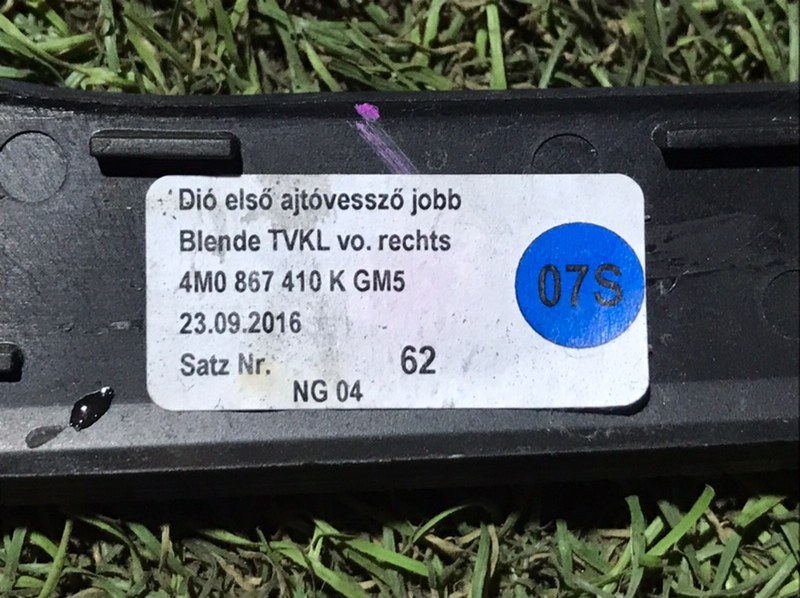 Dió első ajtóvessző jobb
Blende TVKL vo. rechts
4M0 867 410 K GM5
07S
23.09.2016
Satz Nr. 62
NG 04